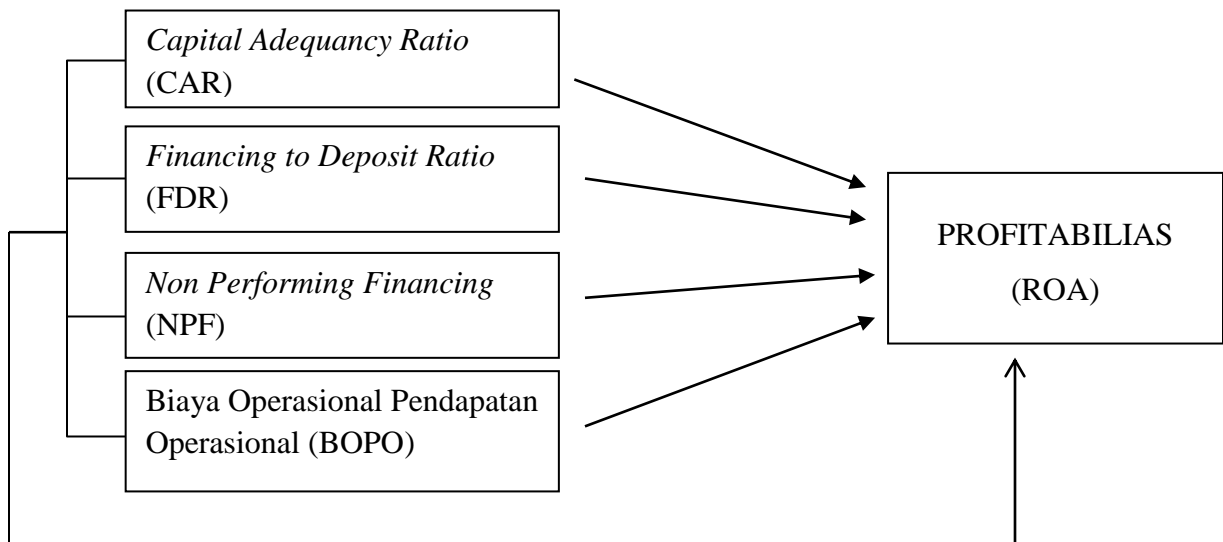 Capital Adequancy Ratio
(CAR)
Financing to Deposit Ratio
(FDR)
Non Performing Financing
(NPF)
Biaya Operasional Pendapatan
Operasional (BOPO)
PROFITABILIAS
(ROA)